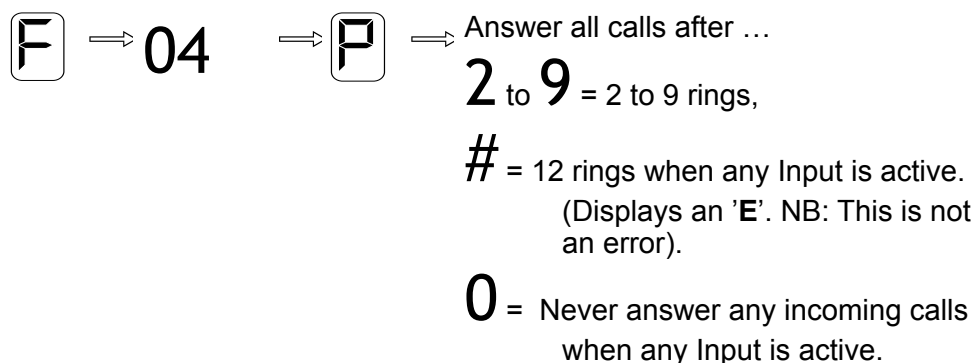 F ⇒ 04 ⇒ P ⇒ Answer all calls after …
2 to 9 = 2 to 9 rings,
# = 12 rings when any Input is active.
(Displays an ’E’. NB: This is not
an error).
0 = Never answer any incoming calls
when any Input is active.